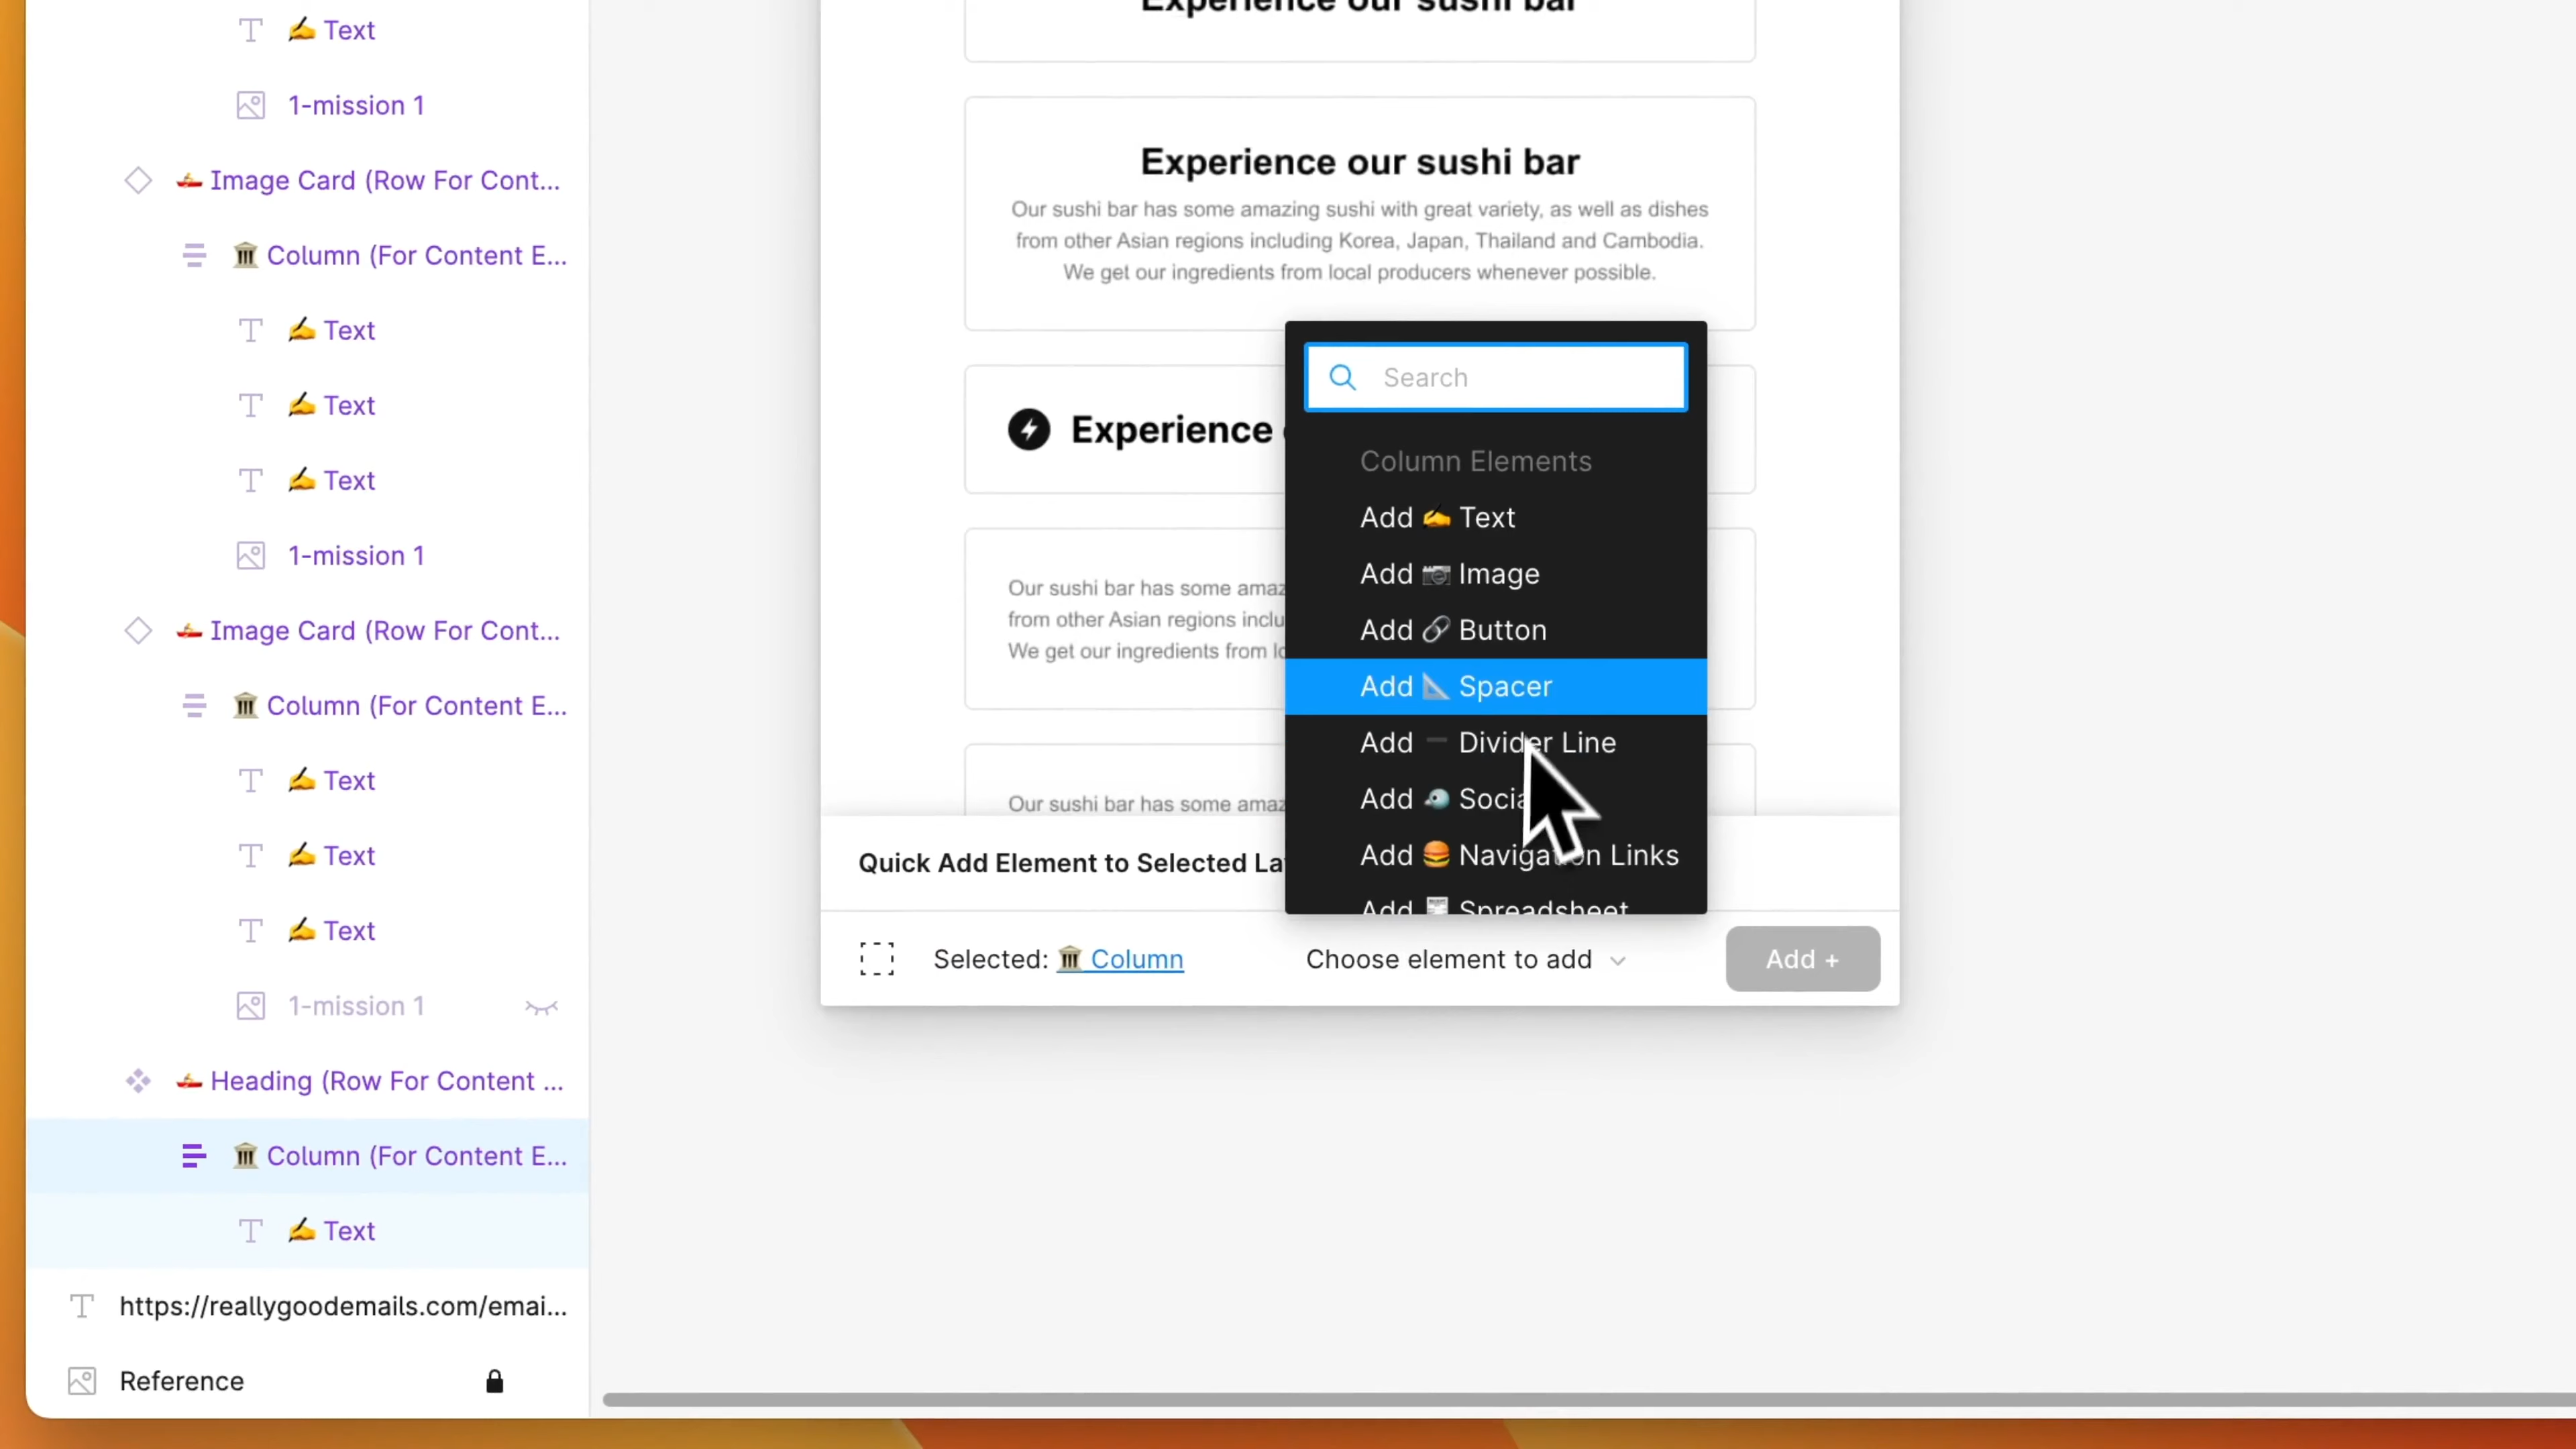 Text
1-mission 1
Image Card (Row For Cont...
Column (For Content E...
Text
Text
Text
1-mission 1
Image Card (Row For Cont...
Column (For Content E...
Text
Text
Text
1-mission 1
Heading (Row For Content ...
Column (For Content E...
Text
https://reallygoodemails.com/emai...
Reference
Experience our sushi bar
Experience our sushi bar
Our sushi bar has some amazing sushi with great variety, as well as dishes
from other Asian regions including Korea, Japan, Thailand and Cambodia.
We get our ingredients from local producers whenever possible.
Experience
Our sushi bar has some amaz
from other Asian regions inclu
We get our ingredients from lo
Our sushi bar has some amaz
Search
Column Elements
Add Text
Add Image
Add Button
Add Spacer
Add Divider Line
Add
Add Navigation Links
Add Spreadsheet
Quick Add Element to Selected
Selected: Column
Choose element to add
Add +